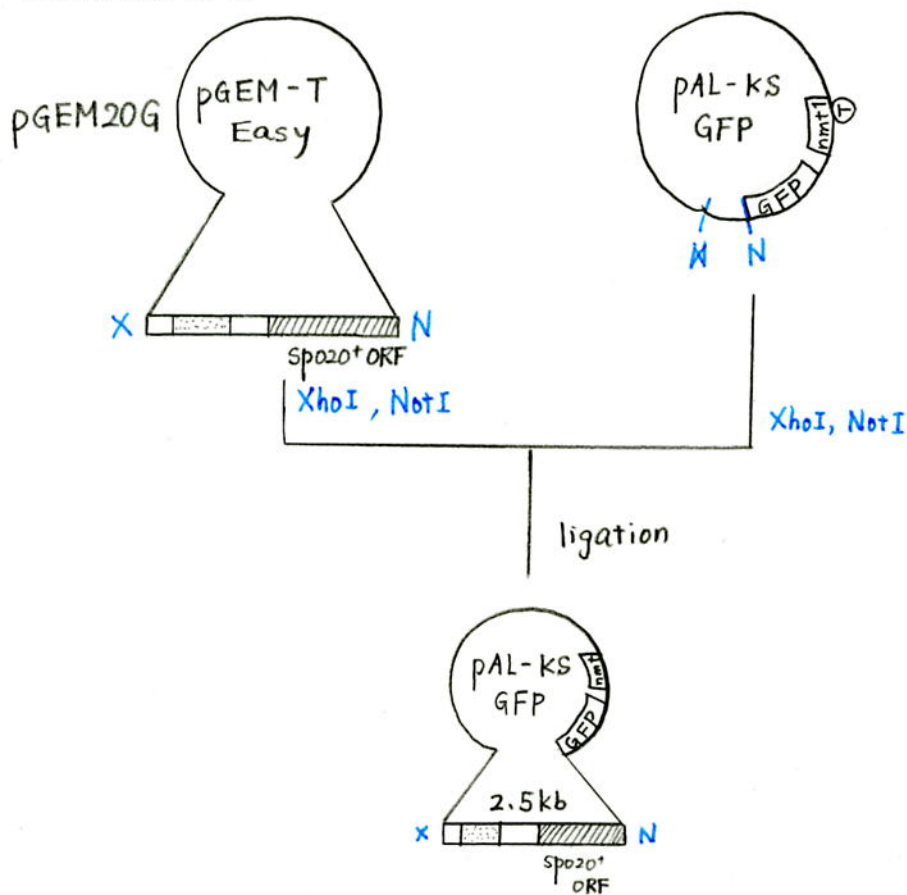 pGEM20G
pGEM-T
Easy
pAL-KS
GFP
nmt1
T
GFP
X
N
N
spo20⁺ ORF
XhoI, NotI
XhoI, NotI
ligation
pAL-KS
GFP
nmt
GFP
2.5kb
X
N
spo20⁺
ORF